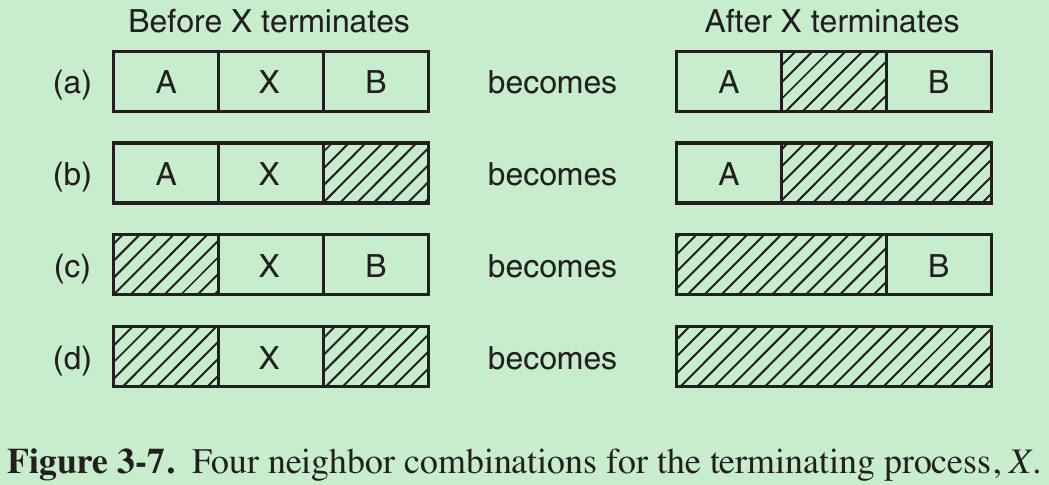 Before X terminates After X terminates
(a) A X B becomes A B
(b) A X becomes A
(c) X B becomes B
(d) X becomes
Figure 3-7. Four neighbor combinations for the terminating process, X.